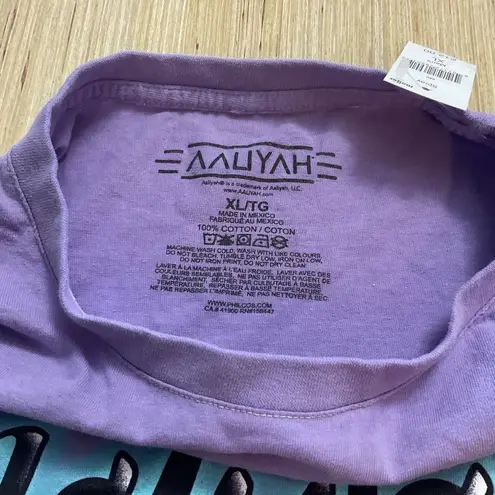 AALIYAH
Aaliyah® is a trademark of Aaliyah, LLC.
www.AALIYAH.com
XL/TG
MADE IN MEXICO
FABRIQUÉ AU MEXICO
100% COTTON / COTON
MACHINE WASH COLD, WASH WITH LIKE COLOURS,
DO NOT BLEACH, TUMBLE DRY LOW, IRON ON LOW,
DO NOT IRON PRINT, DO NOT DRY CLEAN
LAVER À LA MACHINE À L'EAU FROIDE, LAVER AVEC DES
COULEURS SEMBLABLES, NE PAS UTILISER D'AGENT DE
BLANCHIMENT, SÉCHER PAR CULBUTAGE À BASSE
TEMPÉRATURE, REPASSER À BASSE TEMPÉRATURE,
NE PAS REPASSER L'IMPRIMÉ, NE PAS NETTOYER À SEC
WWW.PHILCOS.COM
CA# 41900 RN#158447